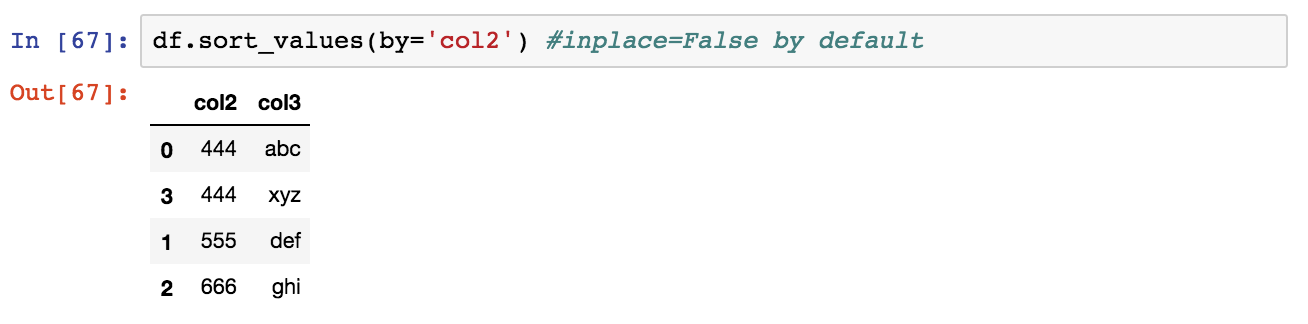 In [67]: df.sort_values(by='col2') #inplace=False by default
Out[67]:
col2 col3
0 444 abc
3 444 xyz
1 555 def
2 666 ghi